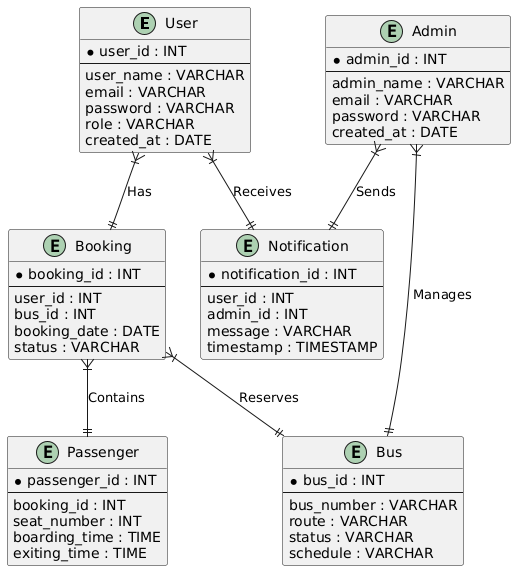 E User
* user_id : INT
user_name : VARCHAR
email : VARCHAR
password : VARCHAR
role : VARCHAR
created_at : DATE
E Admin
* admin_id : INT
admin_name : VARCHAR
email : VARCHAR
password : VARCHAR
created_at : DATE
Has
Receives
Sends
E Booking
* booking_id : INT
user_id : INT
bus_id : INT
booking_date : DATE
status : VARCHAR
E Notification
* notification_id : INT
user_id : INT
admin_id : INT
message : VARCHAR
timestamp : TIMESTAMP
Manages
Contains
Reserves
E Passenger
* passenger_id : INT
booking_id : INT
seat_number : INT
boarding_time : TIME
exiting_time : TIME
E Bus
* bus_id : INT
bus_number : VARCHAR
route : VARCHAR
status : VARCHAR
schedule : VARCHAR